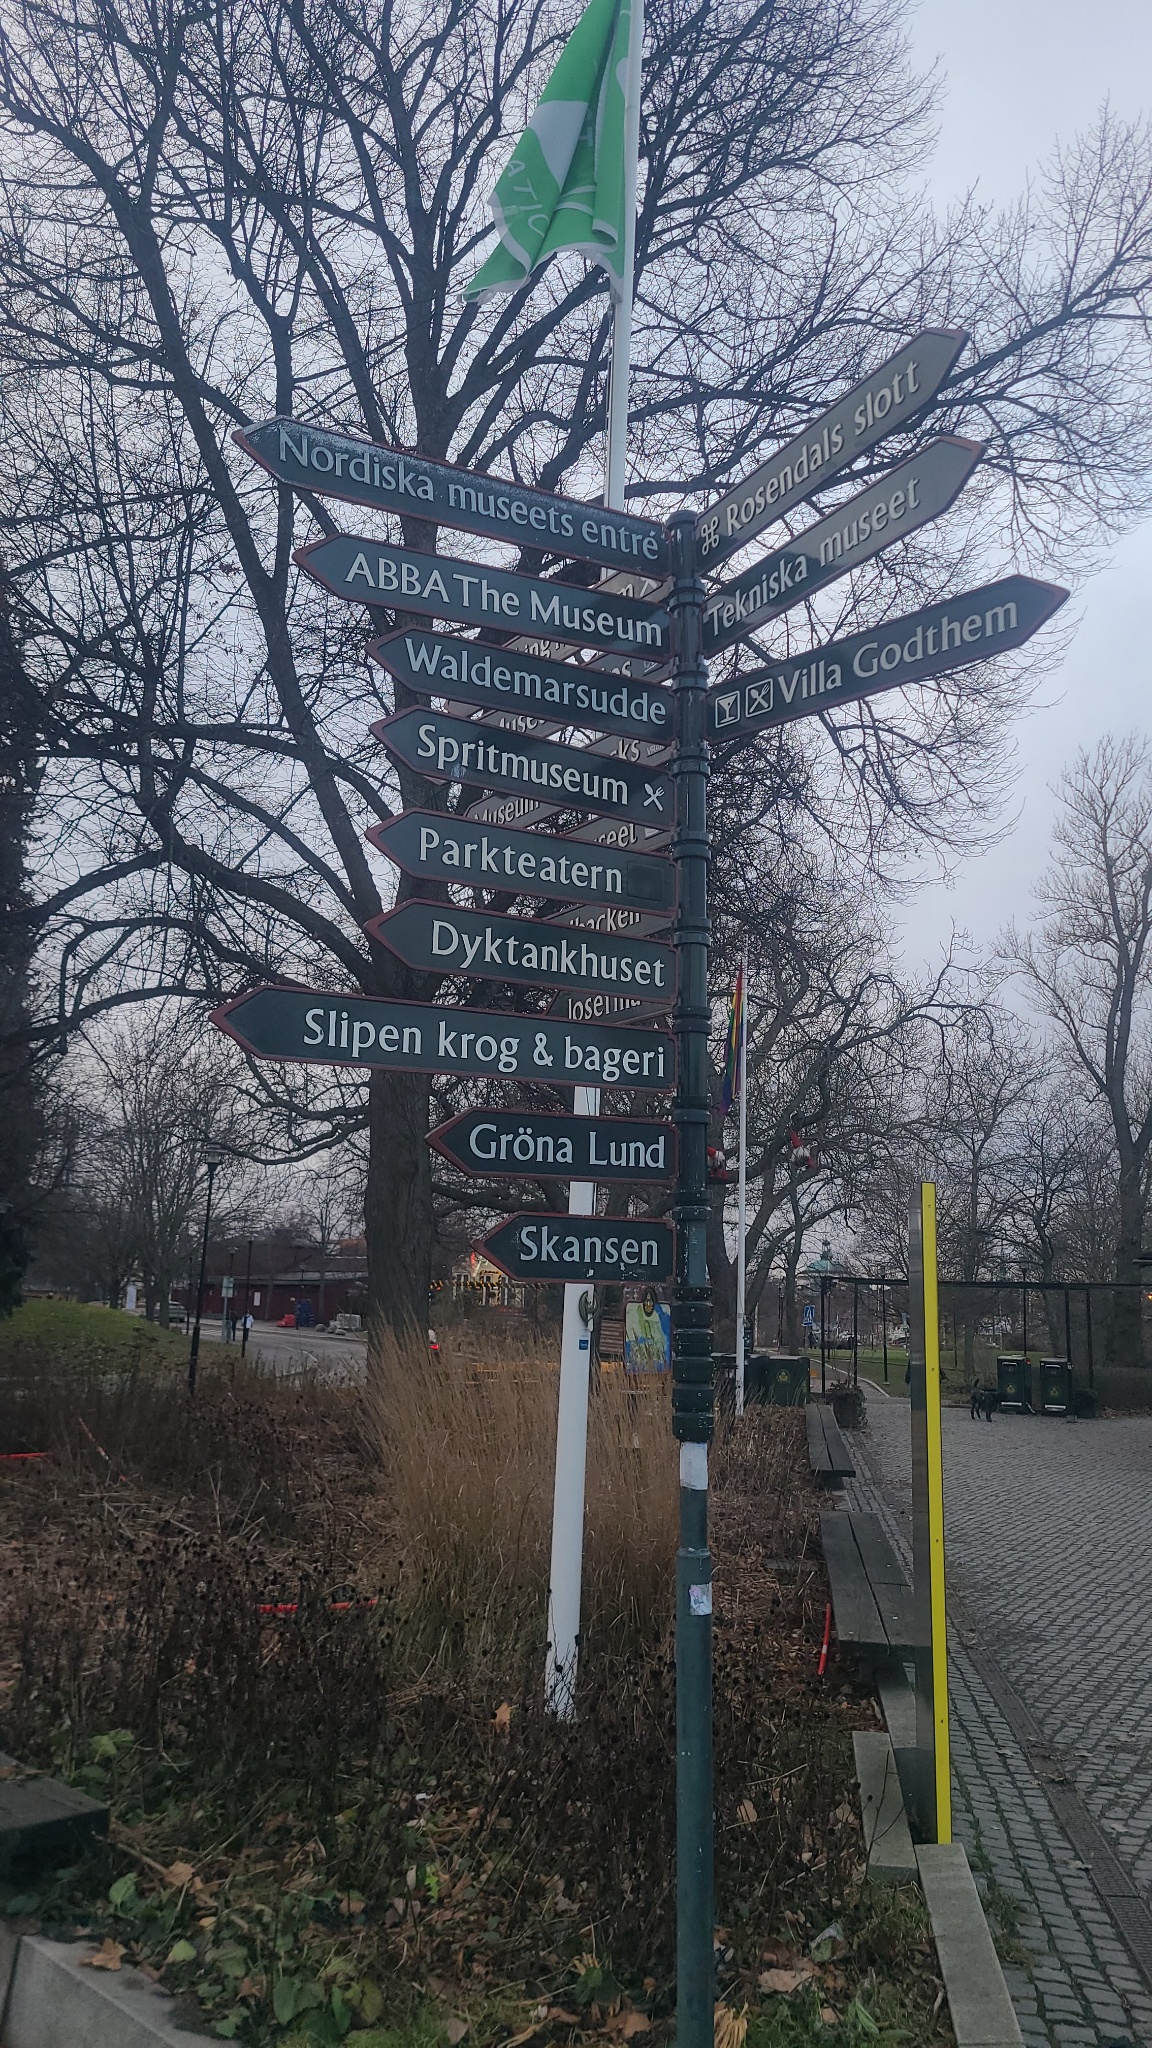 Nordiska museets entré
ABBA The Museum
Waldemarsudde
Spritmuseum
Parkteatern
Dyktankhuset
Slipen krog & bageri
Gröna Lund
Skansen
⌘ Rosendals slott
Tekniska museet
Villa Godthem
Museum